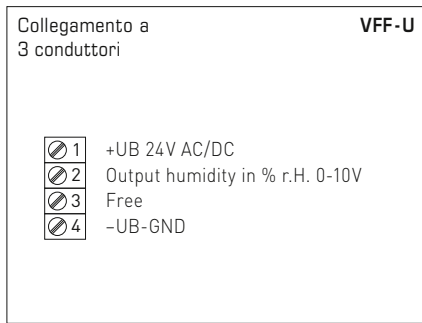 Collegamento a VFF-U
3 conduttori
1 +UB 24V AC/DC
2 Output humidity in % r.H. 0-10V
3 Free
4 –UB-GND